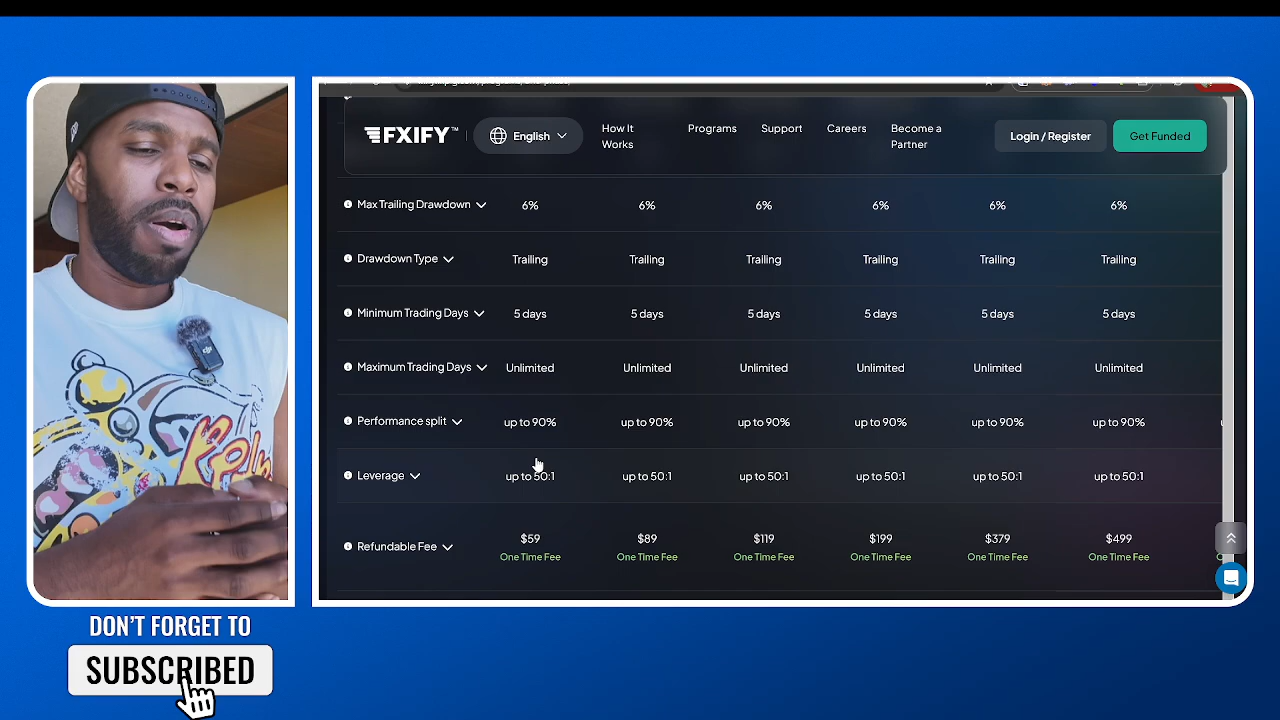 FXIFY™
English
How It
Works
Programs
Support
Careers
Become a
Partner
Login / Register
Get Funded
Max Trailing Drawdown 6% 6% 6% 6% 6% 6%
Drawdown Type Trailing Trailing Trailing Trailing Trailing Trailing
Minimum Trading Days 5 days 5 days 5 days 5 days 5 days 5 days
Maximum Trading Days Unlimited Unlimited Unlimited Unlimited Unlimited Unlimited
Performance split up to 90% up to 90% up to 90% up to 90% up to 90% up to 90%
Leverage up to 50:1 up to 50:1 up to 50:1 up to 50:1 up to 50:1 up to 50:1
Refundable Fee $59 $89 $119 $199 $379 $499
One Time Fee One Time Fee One Time Fee One Time Fee One Time Fee One Time Fee
DON'T FORGET TO
SUBSCRIBED